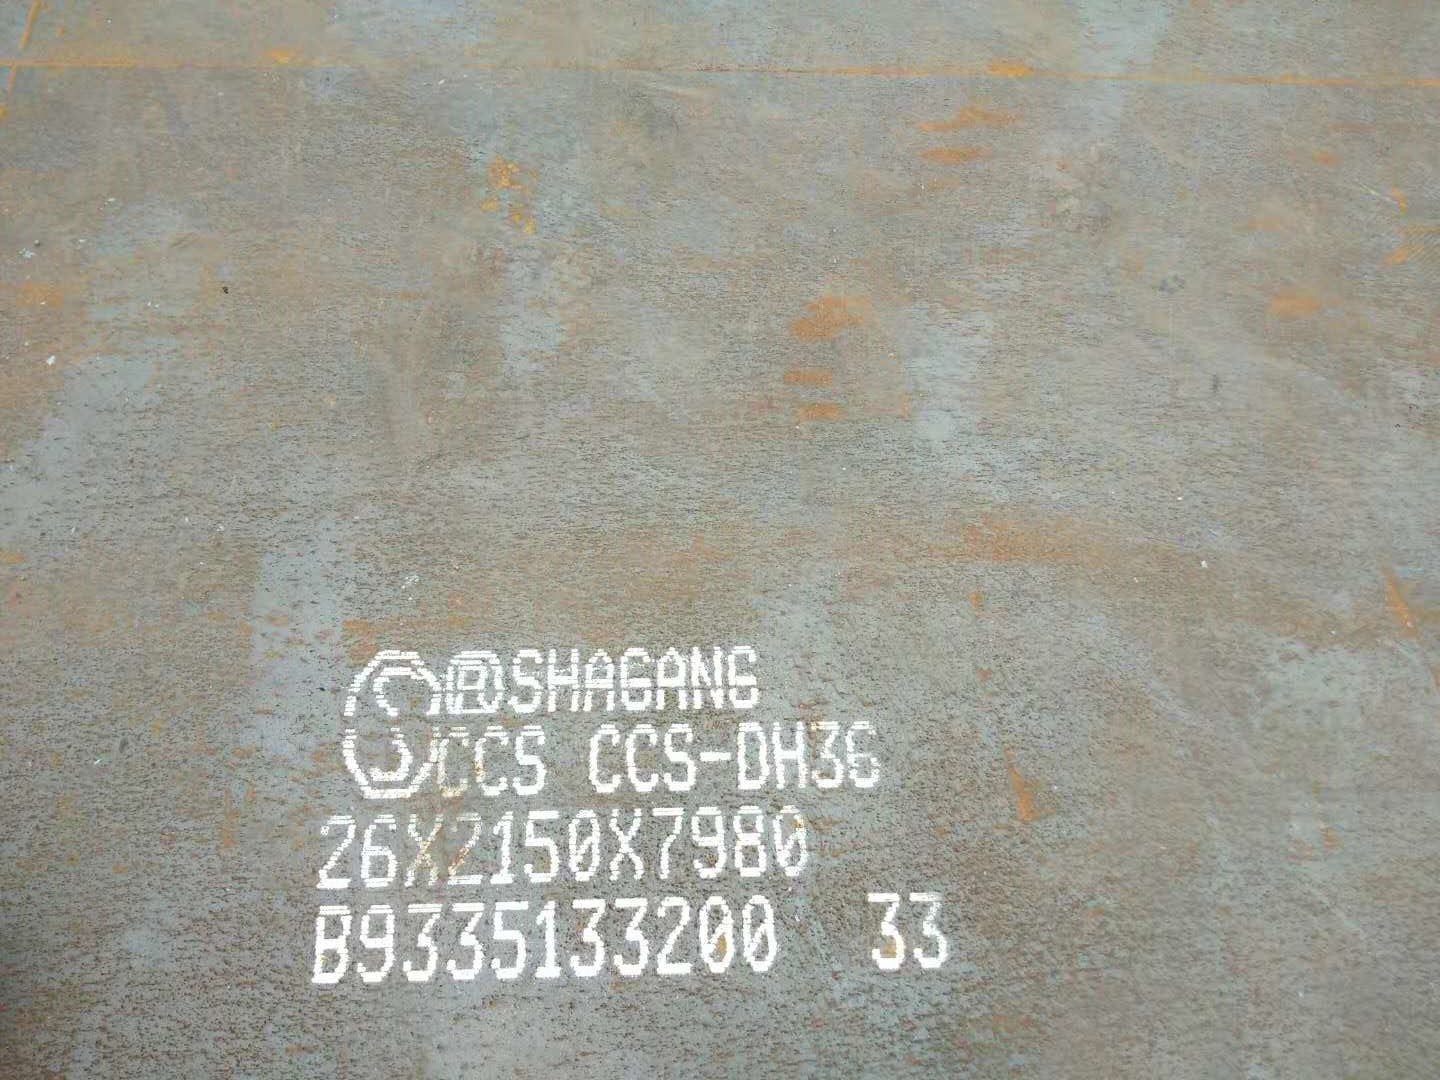 ®SHAGANG
CCS CCS-DH36
26X2150X7980
B9335133200 33